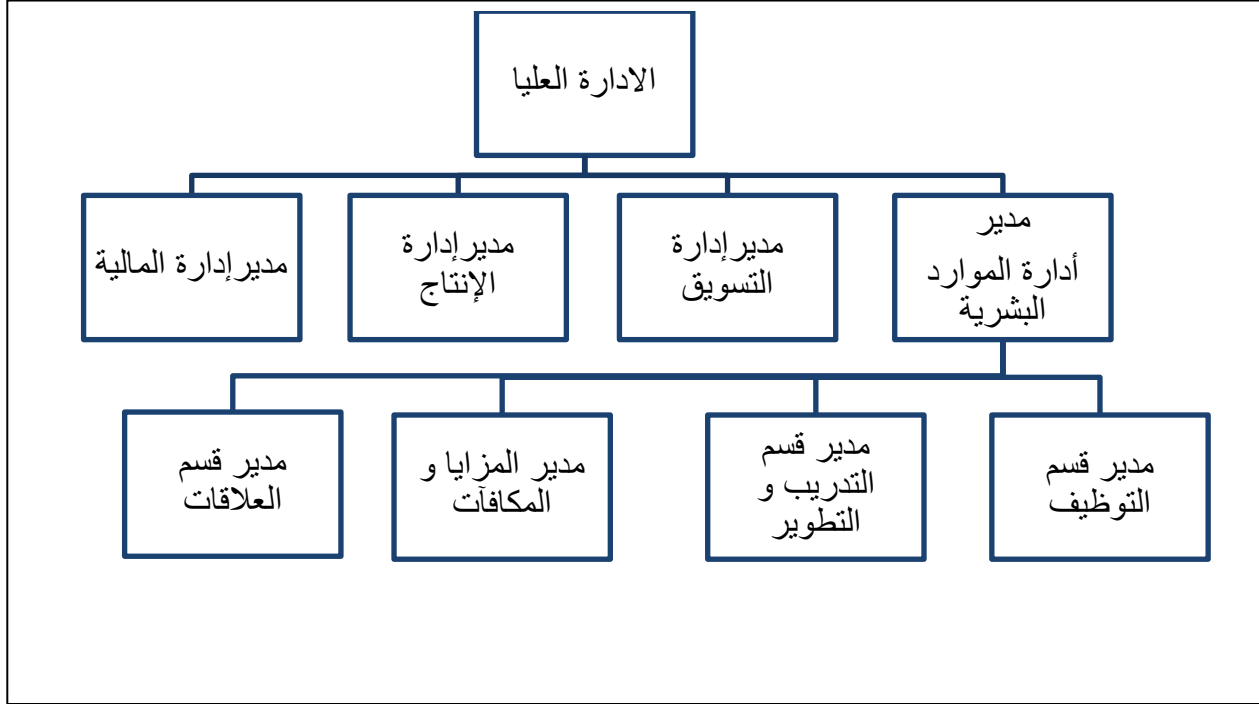 الادارة العليا
مدير
أدارة الموارد
البشرية
مديرإدارة
التسويق
مديرإدارة
الإنتاج
مديرإدارة المالية
مدير قسم
التوظيف
مدير قسم
التدريب و
التطوير
مدير المزايا و
المكافآت
مدير قسم
العلاقات